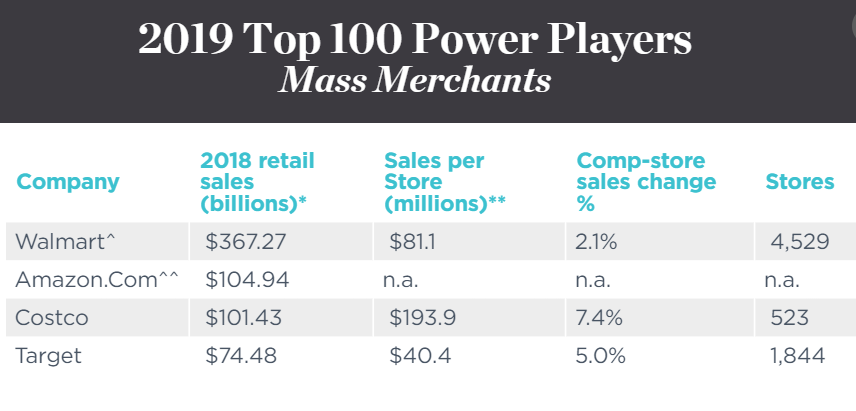 2019 Top 100 Power Players
Mass Merchants
Company
2018 retail
sales
(billions)*
Sales per
Store
(millions)**
Comp-store
sales change
%
Stores
Walmart^ $367.27 $81.1 2.1% 4,529
Amazon.Com^^ $104.94 n.a. n.a. n.a.
Costco $101.43 $193.9 7.4% 523
Target $74.48 $40.4 5.0% 1,844